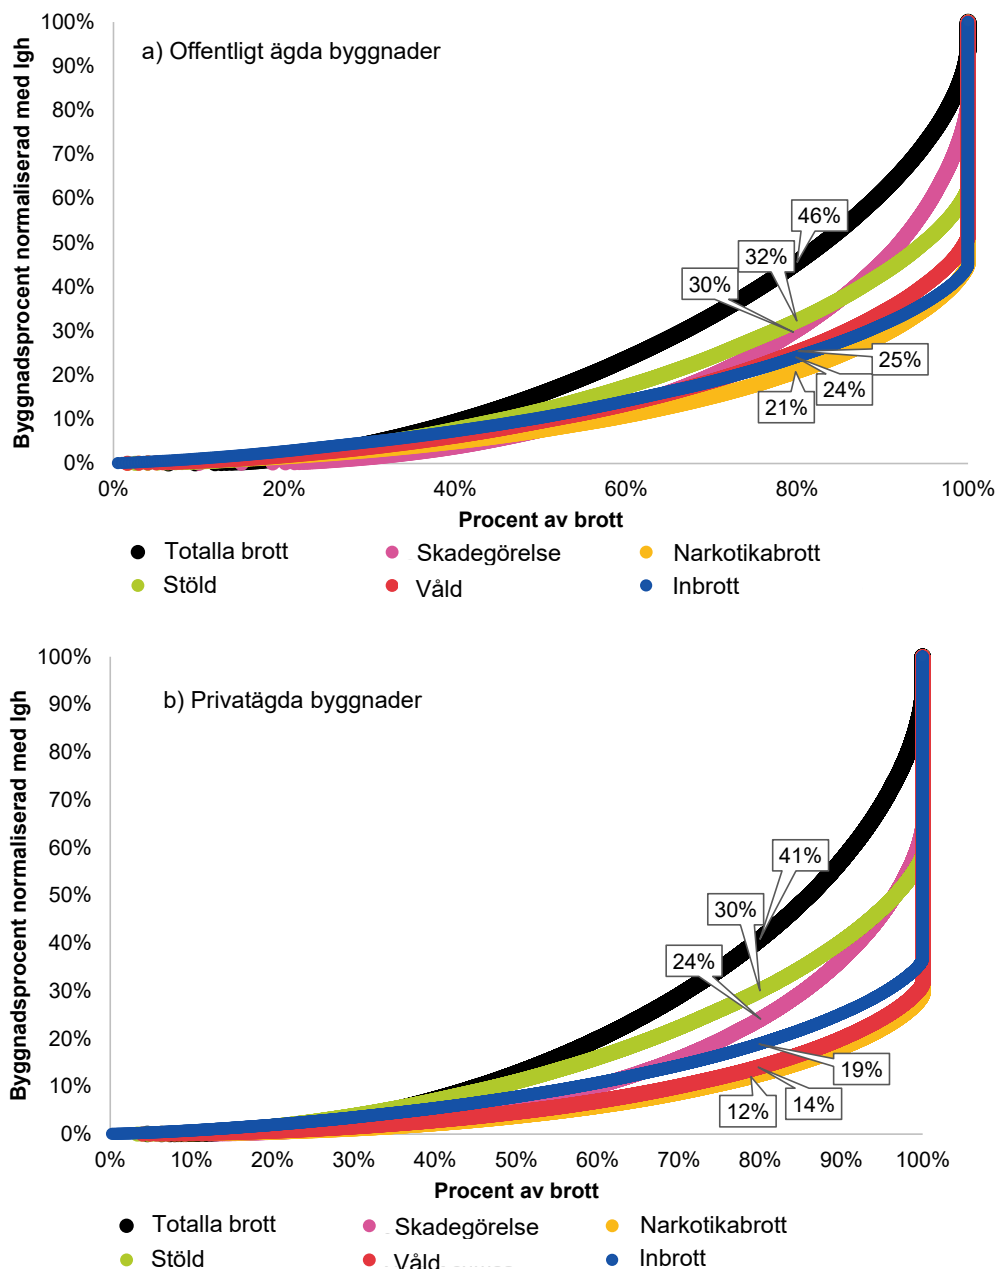 a) Offentligt ägda byggnader
Byggnadsprocent normaliserad med lgh
100%
90%
80%
70%
60%
50%
40%
30%
20%
10%
0%
46%
32%
30%
25%
24%
21%
0%
20%
40%
60%
80%
100%
Procent av brott
Totalla brott
Skadegörelse
Narkotikabrott
Stöld
Våld
Inbrott
b) Privatägda byggnader
Byggnadsprocent normaliserad med lgh
100%
90%
80%
70%
60%
50%
40%
30%
20%
10%
0%
41%
30%
24%
19%
14%
12%
0%
10%
20%
30%
40%
50%
60%
70%
80%
90%
100%
Procent av brott
Totalla brott
Skadegörelse
Narkotikabrott
Stöld
Våld
Inbrott